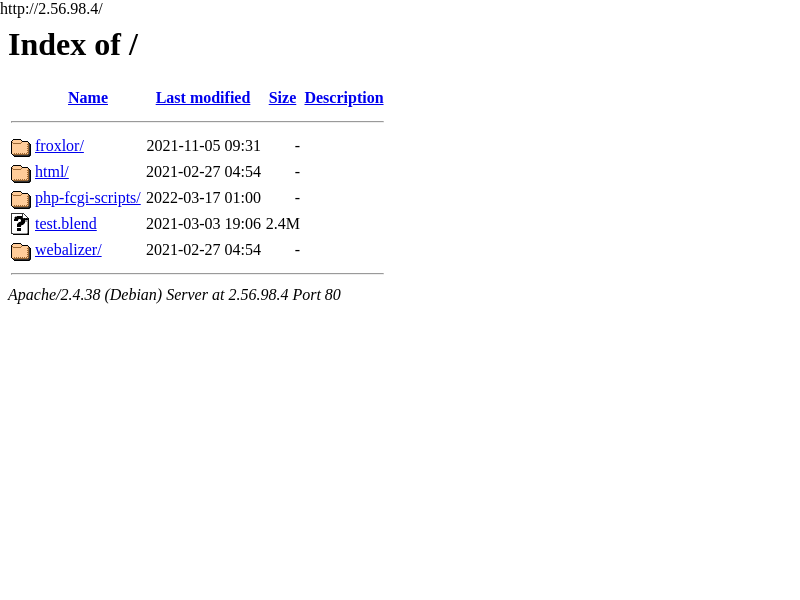 http://2.56.98.4/
Index of /
Name Last modified Size Description
froxlor/ 2021-11-05 09:31 -
html/ 2021-02-27 04:54 -
php-fcgi-scripts/ 2022-03-17 01:00 -
test.blend 2021-03-03 19:06 2.4M
webalizer/ 2021-02-27 04:54 -
Apache/2.4.38 (Debian) Server at 2.56.98.4 Port 80